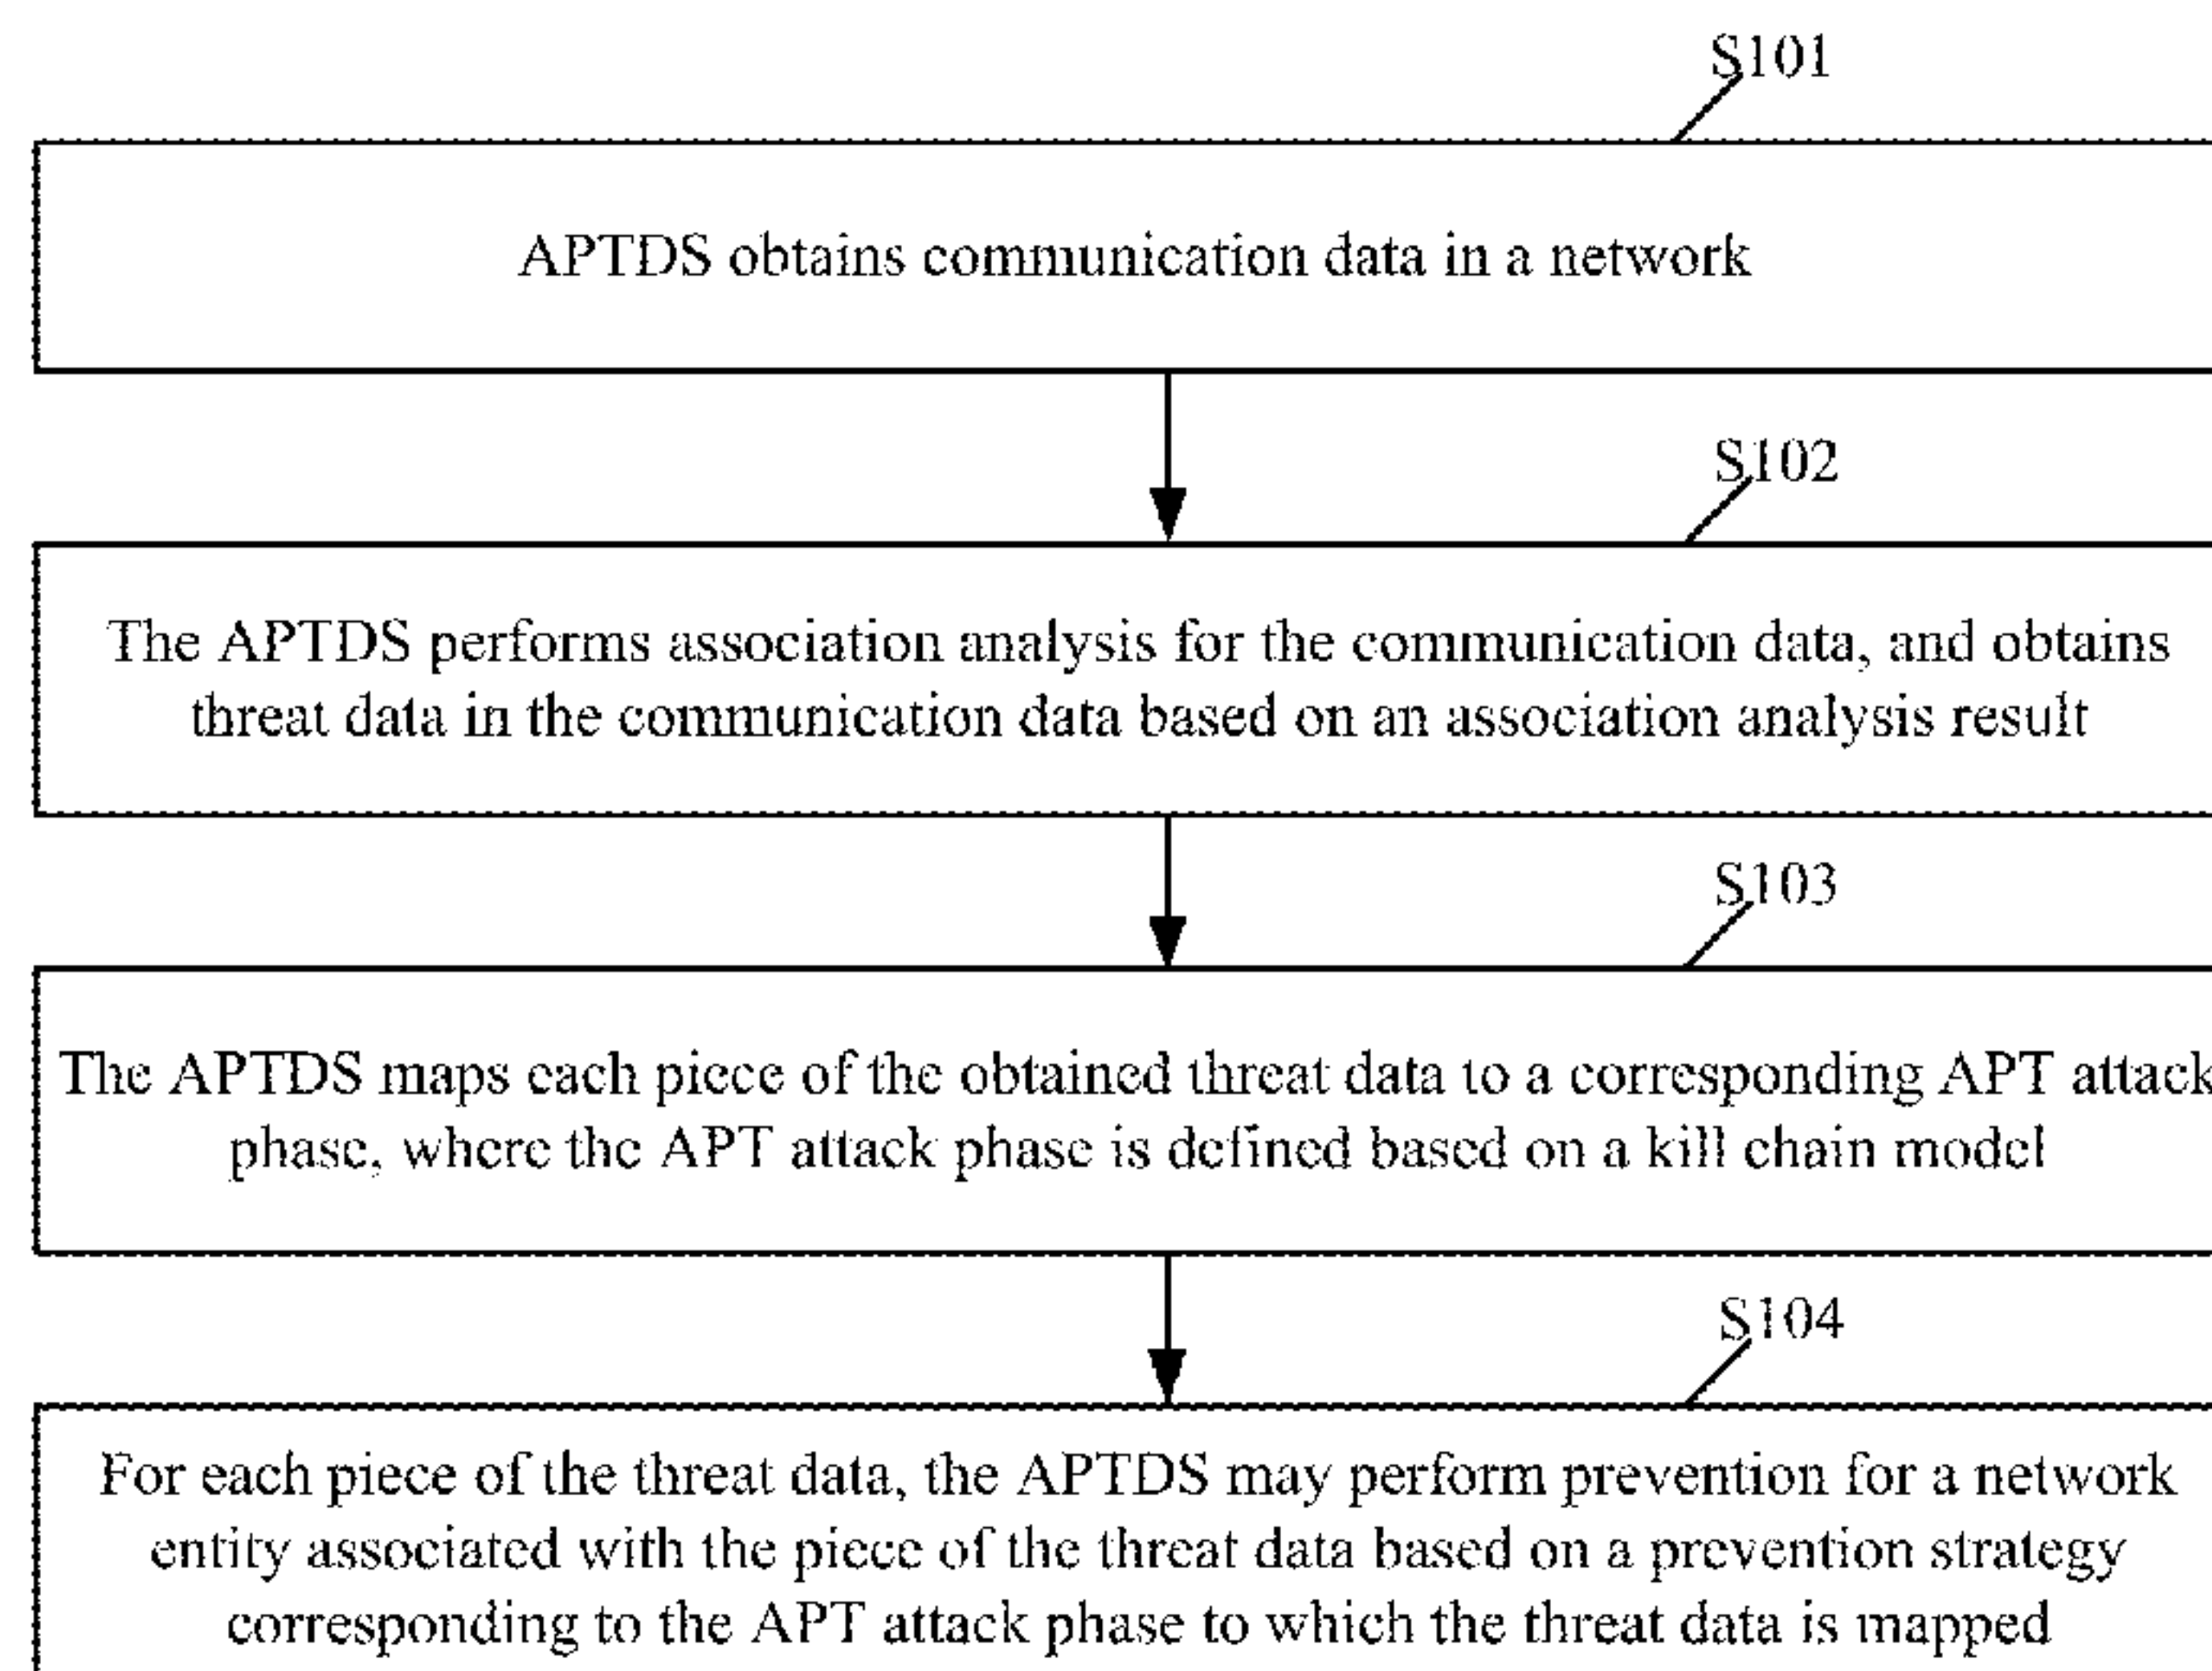 S101
APTDS obtains communication data in a network
S102
The APTDS performs association analysis for the communication data, and obtains
threat data in the communication data based on an association analysis result
S103
The APTDS maps each piece of the obtained threat data to a corresponding APT attack
phase, where the APT attack phase is defined based on a kill chain model
S104
For each piece of the threat data, the APTDS may perform prevention for a network
entity associated with the piece of the threat data based on a prevention strategy
corresponding to the APT attack phase to which the threat data is mapped